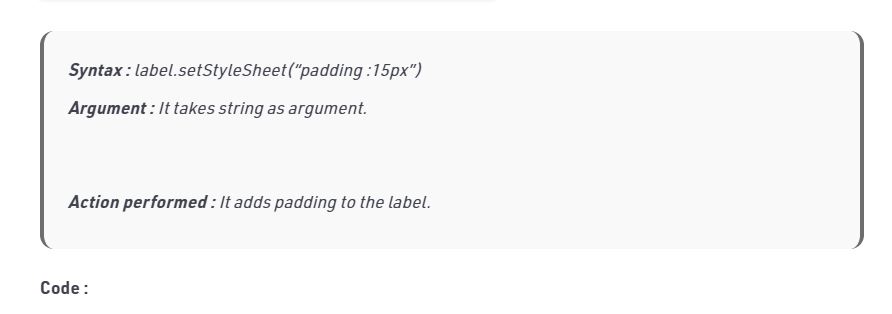 Syntax : label.setStyleSheet(“padding :15px”)
Argument : It takes string as argument.
Action performed : It adds padding to the label.
Code :